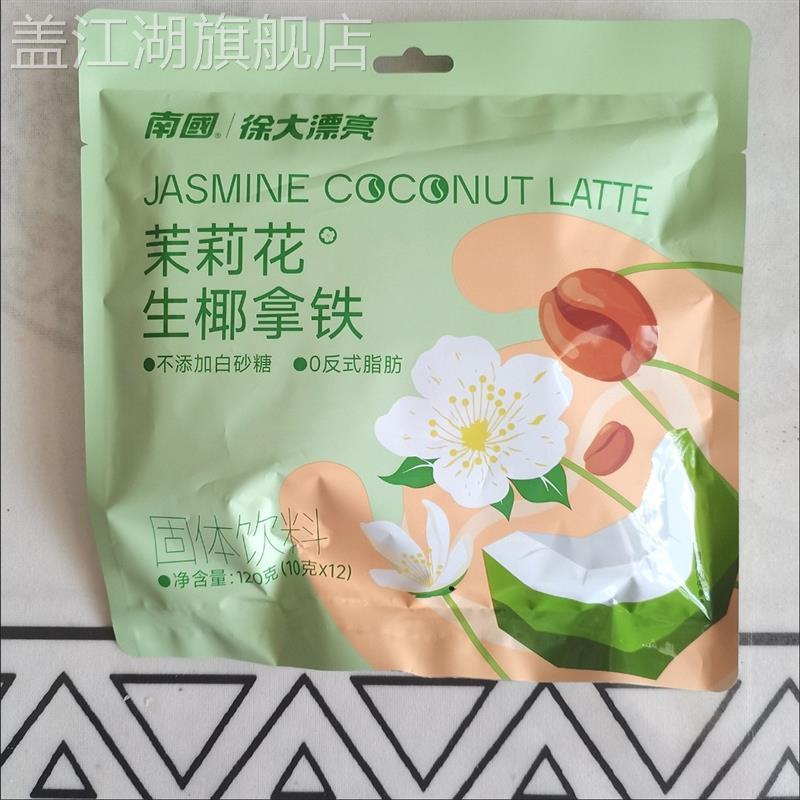 盖江湖旗舰店
南國® / 徐大漂亮
JASMINE COCONUT LATTE
茉莉花
生椰拿铁
●不添加白砂糖 ●0反式脂肪
固体饮料
●净含量:120克(10克X12)